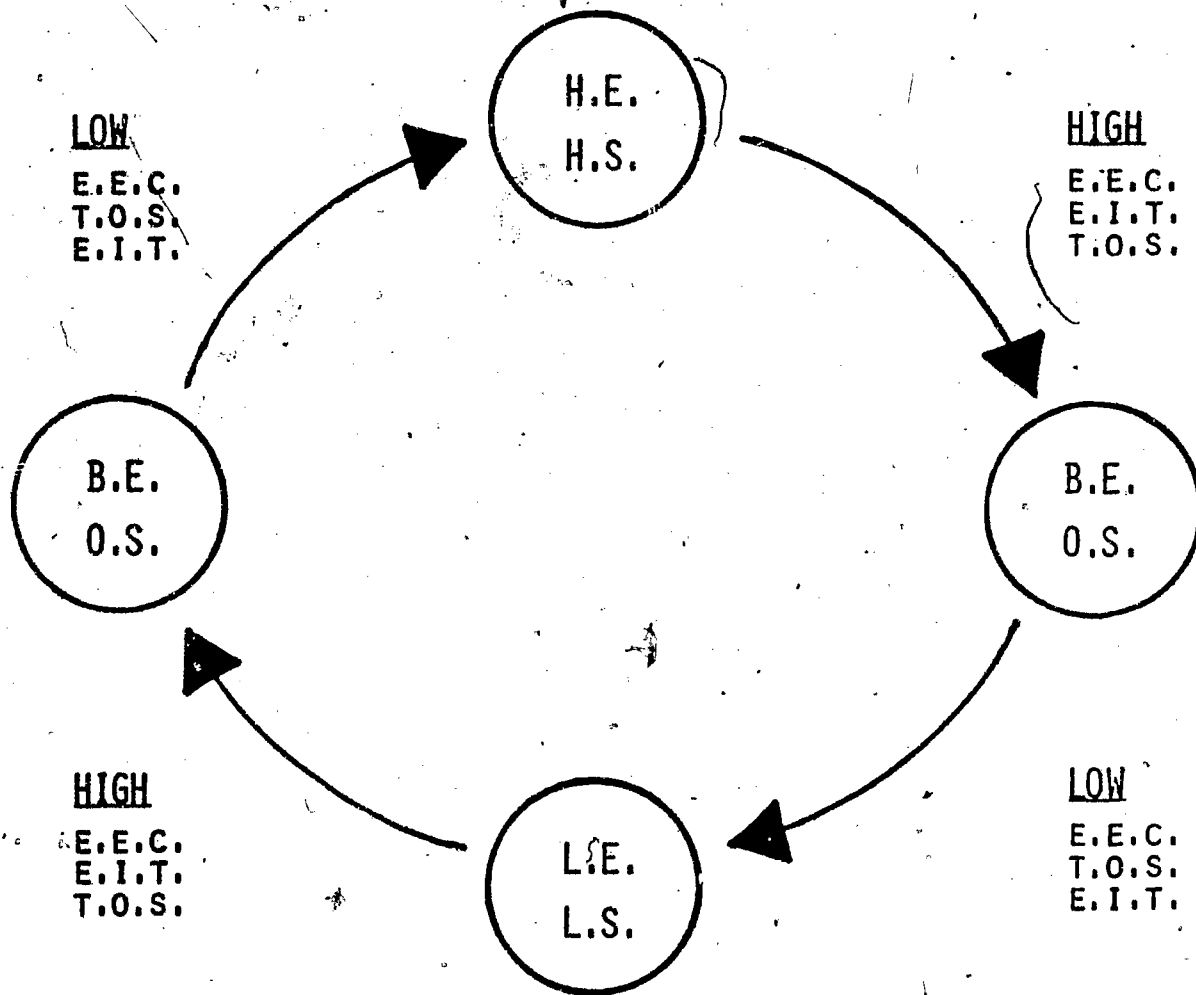 H.E.
H.S.
LOW
E.E.C.
T.O.S.
E.I.T.
HIGH
E.E.C.
E.I.T.
T.O.S.
B.E.
O.S.
B.E.
O.S.
HIGH
E.E.C.
E.I.T.
T.O.S.
LOW
E.E.C.
T.O.S.
E.I.T.
L.E.
L.S.